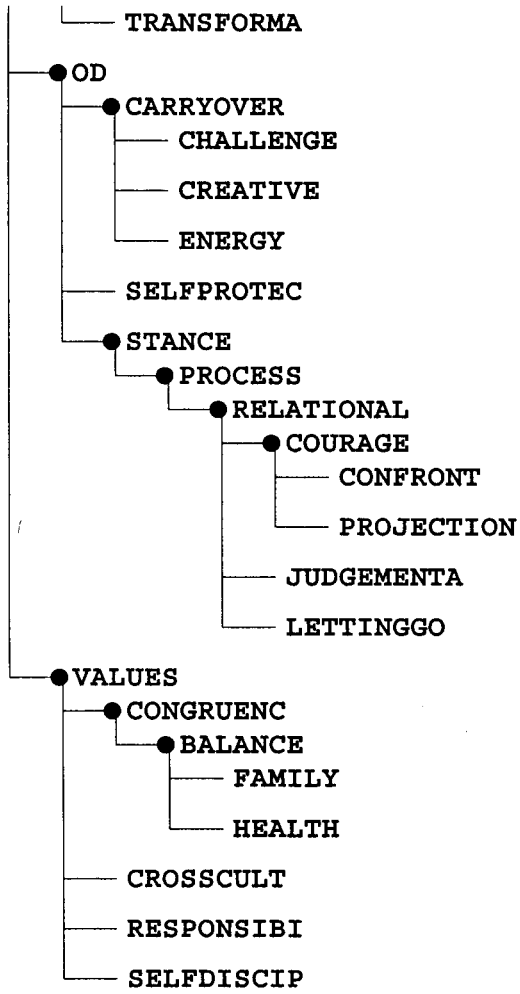 TRANSFORMA
OD
CARRYOVER
CHALLENGE
CREATIVE
ENERGY
SELFPROTEC
STANCE
PROCESS
RELATIONAL
COURAGE
CONFRONT
PROJECTION
JUDGEMENTA
LETTINGGO
VALUES
CONGRUENC
BALANCE
FAMILY
HEALTH
CROSSCULT
RESPONSIBI
SELFDISCIP